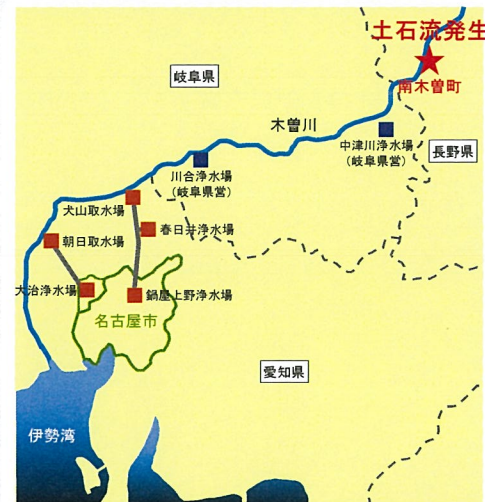 土石流発生
南木曽町
岐阜県
木曽川
中津川浄水場
(岐阜県営)
長野県
川合浄水場
(岐阜県営)
犬山取水場
春日井浄水場
朝日取水場
大治浄水場
鍋屋上野浄水場
名古屋市
愛知県
伊勢湾